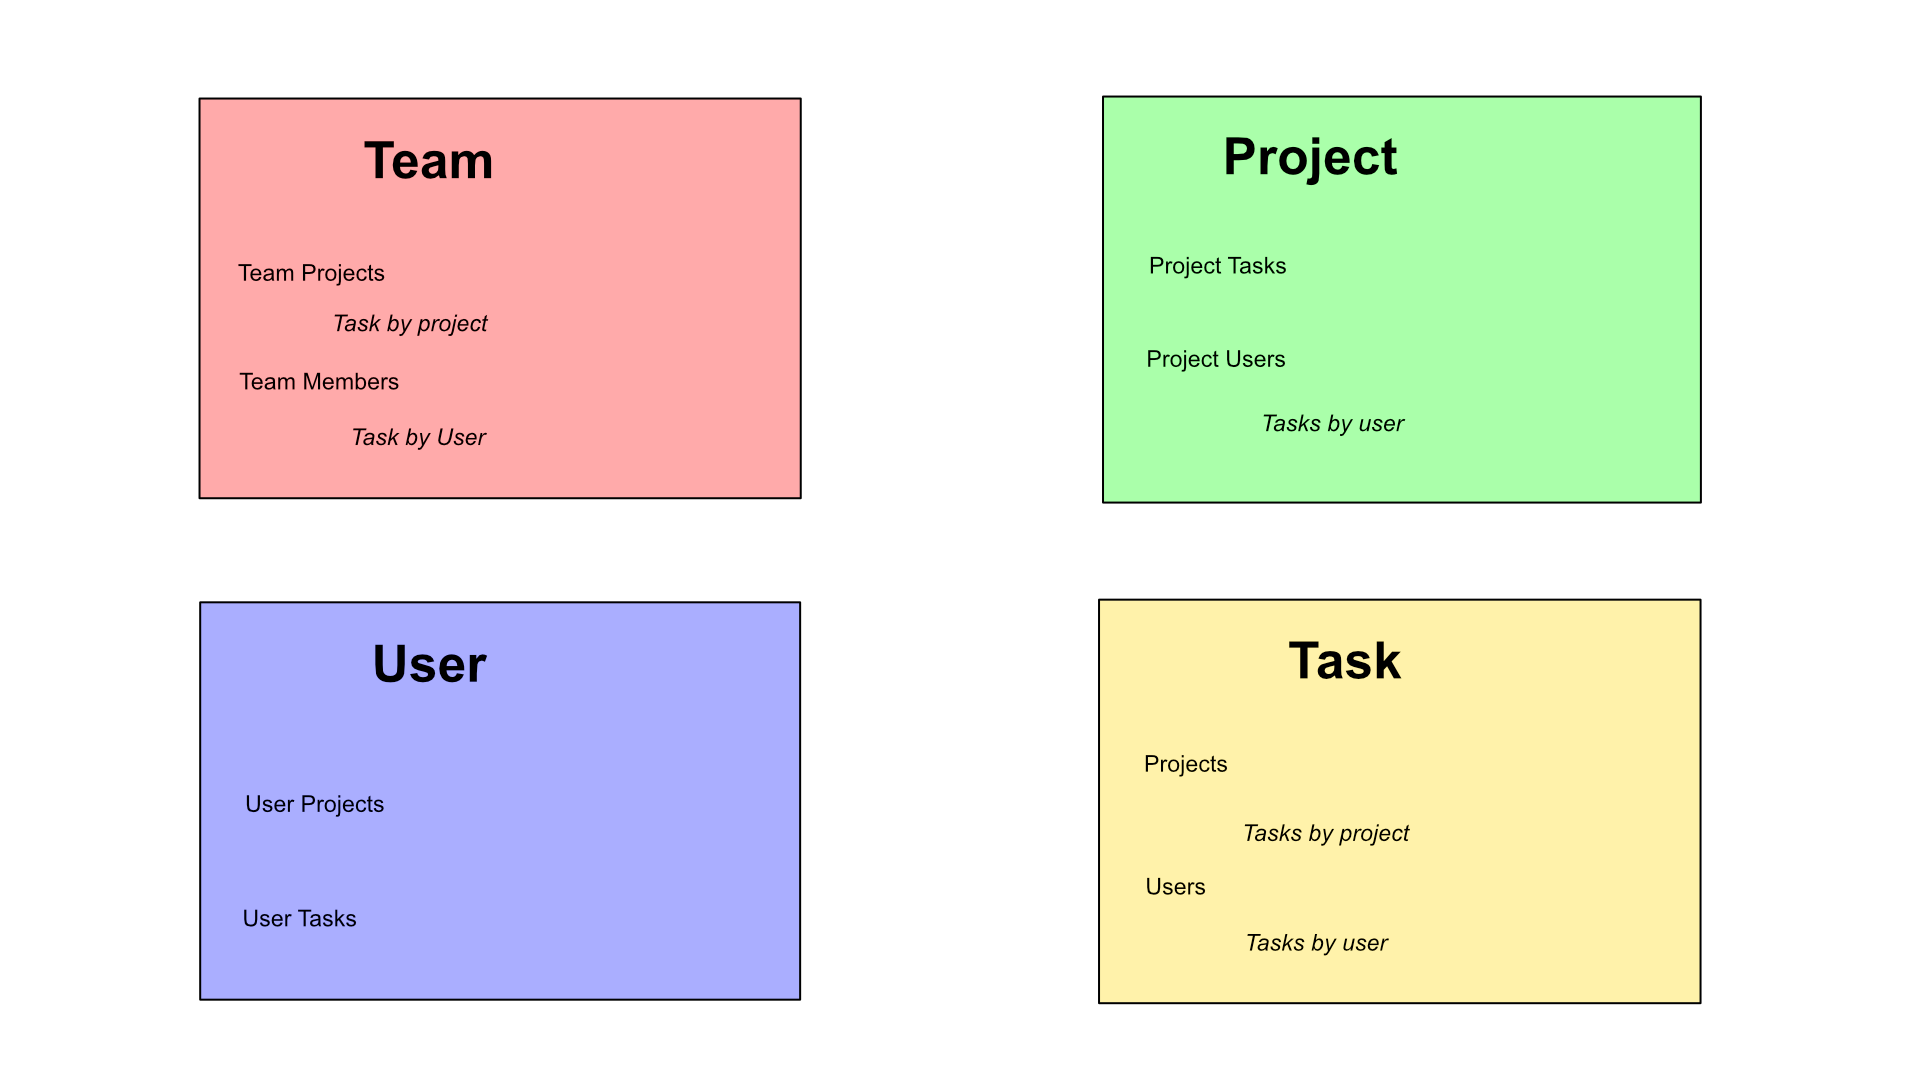 Team
Team Projects
Task by project
Team Members
Task by User
Project
Project Tasks
Project Users
Tasks by user
User
User Projects
User Tasks
Task
Projects
Tasks by project
Users
Tasks by user